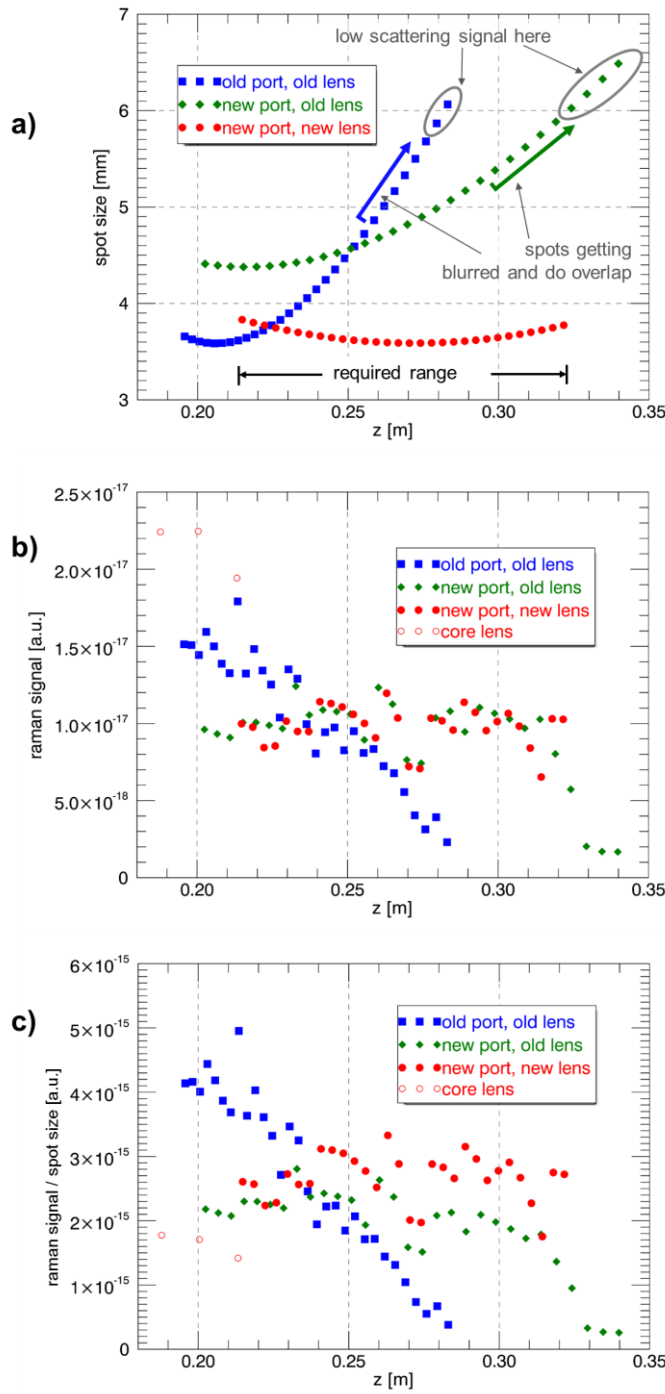 a)
low scattering signal here
old port, old lens
new port, old lens
new port, new lens
spots getting
blurred and do overlap
required range
spot size [mm]
7
6
5
4
3
0.20 0.25 0.30 0.35
z [m]
b)
old port, old lens
new port, old lens
new port, new lens
core lens
raman signal [a.u.]
2.5×10⁻¹⁷
2.0×10⁻¹⁷
1.5×10⁻¹⁷
1.0×10⁻¹⁷
5.0×10⁻¹⁸
0
0.20 0.25 0.30 0.35
z [m]
c)
old port, old lens
new port, old lens
new port, new lens
core lens
raman signal / spot size [a.u.]
6×10⁻¹⁵
5×10⁻¹⁵
4×10⁻¹⁵
3×10⁻¹⁵
2×10⁻¹⁵
1×10⁻¹⁵
0
0.20 0.25 0.30 0.35
z [m]